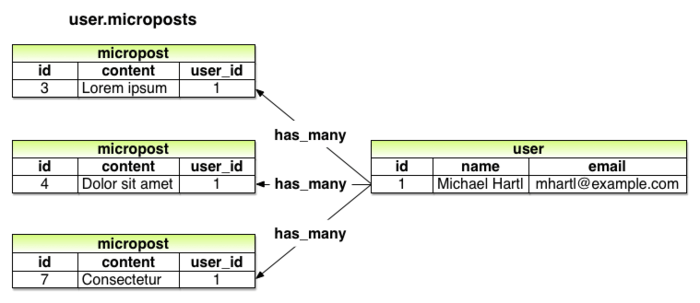 user.microposts
micropost
id content user_id
3 Lorem ipsum 1
has_many
micropost
id content user_id
4 Dolor sit amet 1
has_many
user
id name email
1 Michael Hartl mhartl@example.com
has_many
micropost
id content user_id
7 Consectetur 1